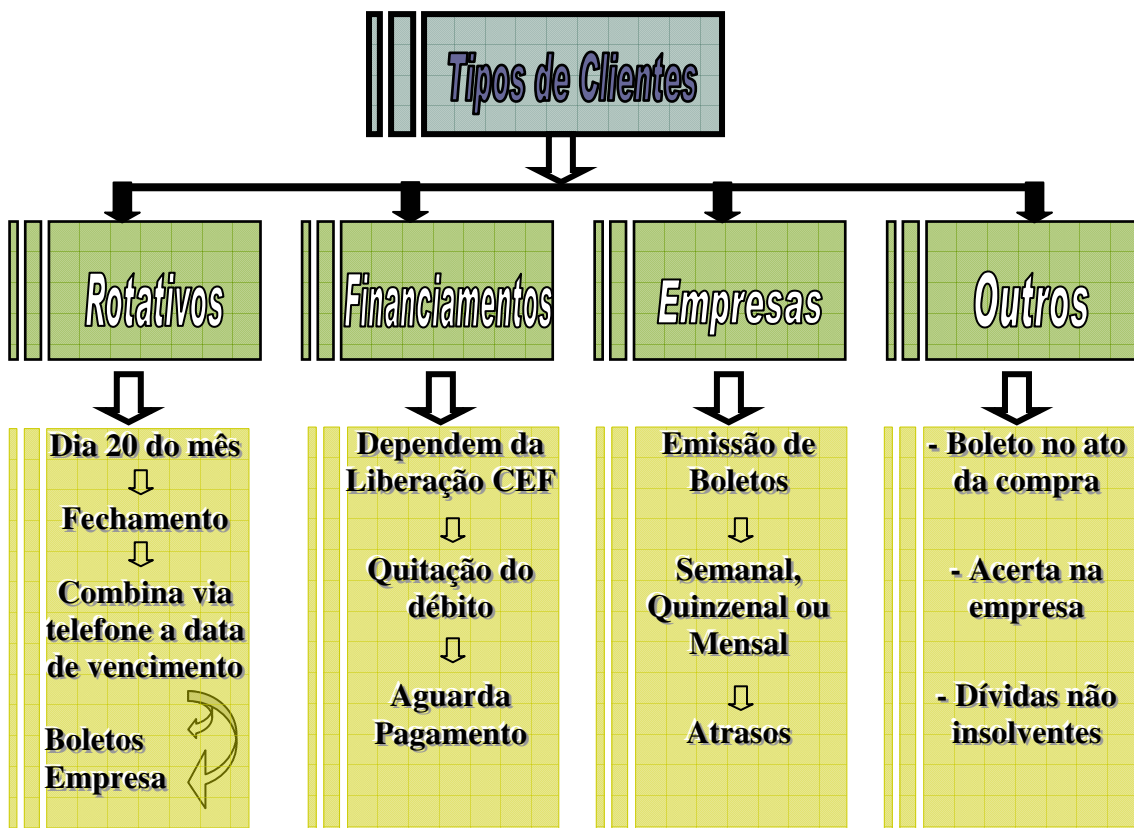 Tipos de Clientes
Rotativos
Financiamentos
Empresas
Outros
Dia 20 do mês
Fechamento
Combina via
telefone a data
de vencimento
Boletos
Empresa
Dependem da
Liberação CEF
Quitação do
débito
Aguarda
Pagamento
Emissão de
Boletos
Semanal,
Quinzenal ou
Mensal
Atrasos
- Boleto no ato
da compra
- Acerta na
empresa
- Dívidas não
insolventes